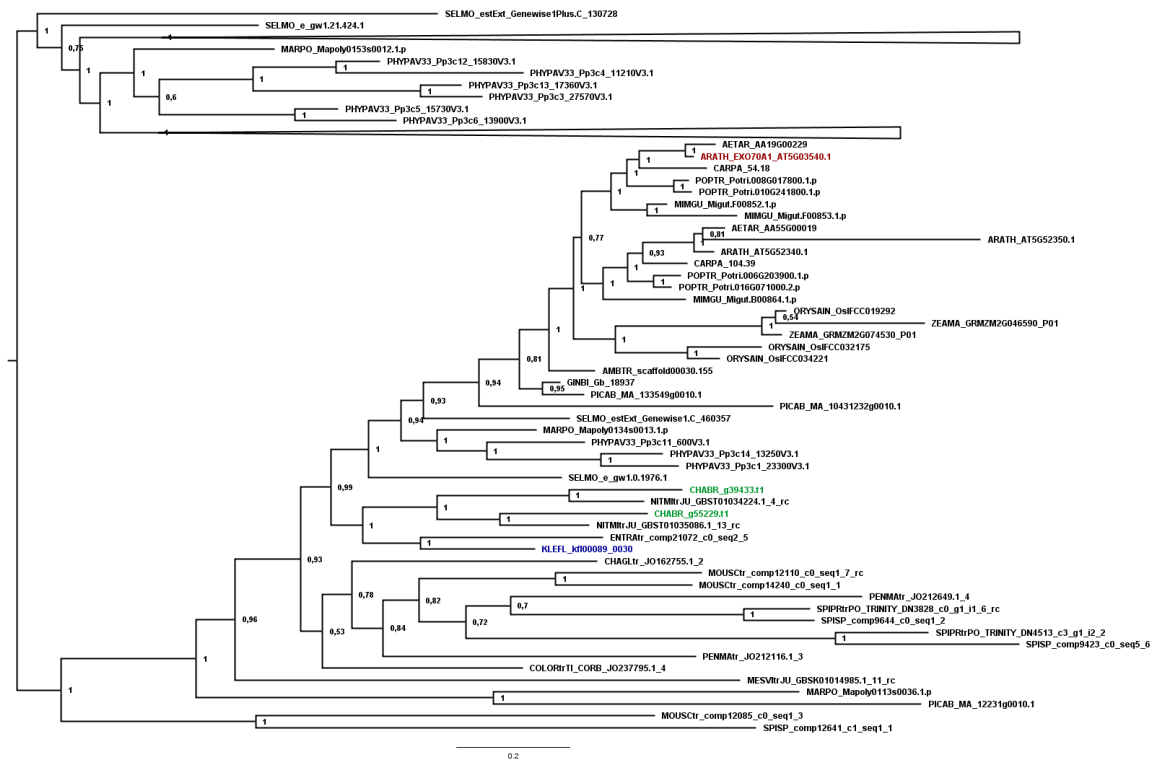 SELMO_estExt_Genewise1Plus.C_130728
1
SELMO_e_gw1.21.424.1
0,75
1
MARPO_Mapoly0153s0012.1.p
PHYPAV33_Pp3c12_15830V3.1
1
PHYPAV33_Pp3c4_11210V3.1
1
PHYPAV33_Pp3c13_17360V3.1
1
1
0,6
PHYPAV33_Pp3c3_27570V3.1
PHYPAV33_Pp3c5_15730V3.1
1
PHYPAV33_Pp3c6_13900V3.1
AETAR_AA19G00229
1
ARATH_EXO70A1_AT5G03540.1
1
CARPA_54.18
1
POPTR_Potri.008G017800.1.p
1
POPTR_Potri.010G241800.1.p
1
MIMGU_Migut.F00852.1.p
1
MIMGU_Migut.F00853.1.p
AETAR_AA55G00019
0,81
0,77
1
ARATH_AT5G52350.1
0,93
ARATH_AT5G52340.1
CARPA_104.39
1
POPTR_Potri.006G203900.1.p
1
POPTR_Potri.016G071000.2.p
1
1
MIMGU_Migut.B00864.1.p
ORYSAIN_OsIFCC019292
0,54
ZEAMA_GRMZM2G046590_P01
1
ZEAMA_GRMZM2G074530_P01
1
1
ORYSAIN_OsIFCC032175
1
ORYSAIN_OsIFCC034221
0,81
AMBTR_scaffold00030.155
0,94
GINBI_Gb_18937
0,95
PICAB_MA_133549g0010.1
0,93
PICAB_MA_10431232g0010.1
0,94
SELMO_estExt_Genewise1.C_460357
MARPO_Mapoly0134s0013.1.p
1
PHYPAV33_Pp3c11_600V3.1
1
1
PHYPAV33_Pp3c14_13250V3.1
1
PHYPAV33_Pp3c1_23300V3.1
SELMO_e_gw1.0.1976.1
0,99
CHABR_g39433.t1
1
NITMItrJU_GBST01034224.1_4_rc
1
CHABR_g55229.t1
1
NITMItrJU_GBST01035086.1_13_rc
1
ENTRAtr_comp21072_c0_seq2_5
1
KLEFL_kfl00089_0030
0,93
CHAGLtr_JO162755.1_2
MOUSCtr_comp12110_c0_seq1_7_rc
1
MOUSCtr_comp14240_c0_seq1_1
0,78
0,82
PENMAtr_JO212649.1_4
0,7
SPIPRtrPO_TRINITY_DN3828_c0_g1_i1_6_rc
1
SPISP_comp9644_c0_seq1_2
0,96
0,72
0,84
0,53
SPIPRtrPO_TRINITY_DN4513_c3_g1_i2_2
1
SPISP_comp9423_c0_seq5_6
PENMAtr_JO212116.1_3
1
COLORtrTI_CORB_JO237795.1_4
MESVItrJU_GBSK01014985.1_11_rc
1
MARPO_Mapoly0113s0036.1.p
1
PICAB_MA_12231g0010.1
MOUSCtr_comp12085_c0_seq1_3
1
SPISP_comp12641_c1_seq1_1
0.2